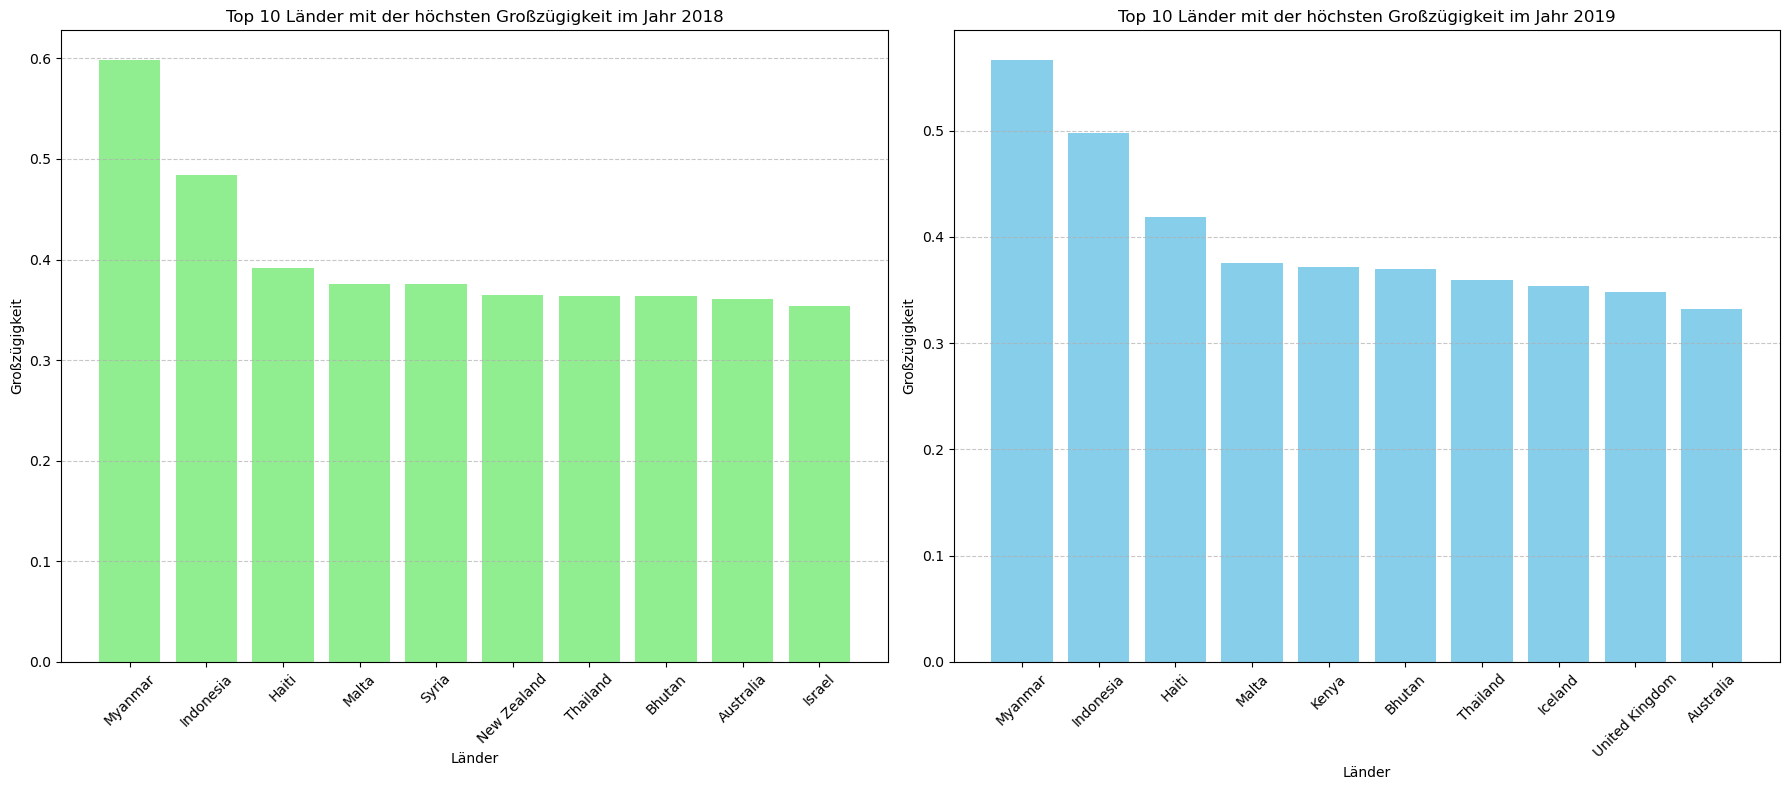 Top 10 Länder mit der höchsten Großzügigkeit im Jahr 2018
Großzügigkeit
0.6
0.5
0.4
0.3
0.2
0.1
0.0
Myanmar
Indonesia
Haiti
Malta
Syria
New Zealand
Thailand
Bhutan
Australia
Israel
Länder
Top 10 Länder mit der höchsten Großzügigkeit im Jahr 2019
Großzügigkeit
0.5
0.4
0.3
0.2
0.1
0.0
Myanmar
Indonesia
Haiti
Malta
Kenya
Bhutan
Thailand
Iceland
United Kingdom
Australia
Länder